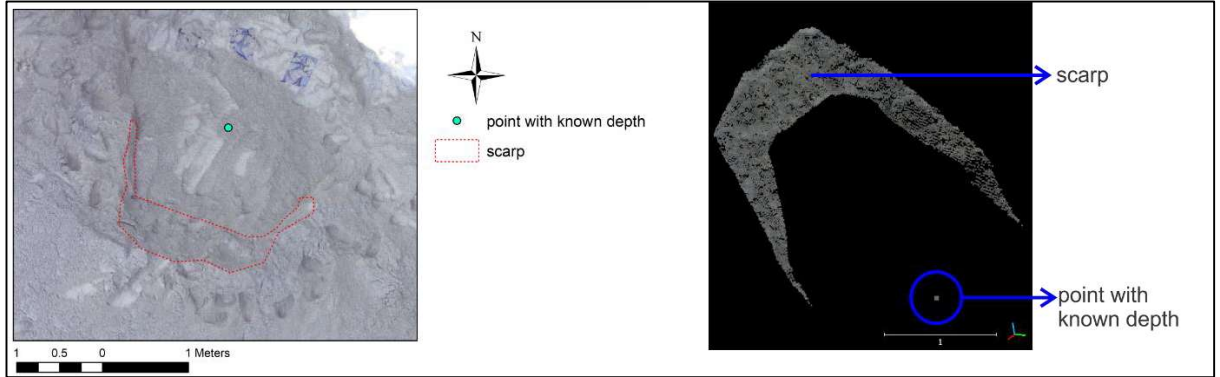 N
point with known depth
scarp
1 0.5 0 1 Meters
scarp
point with
known depth
1